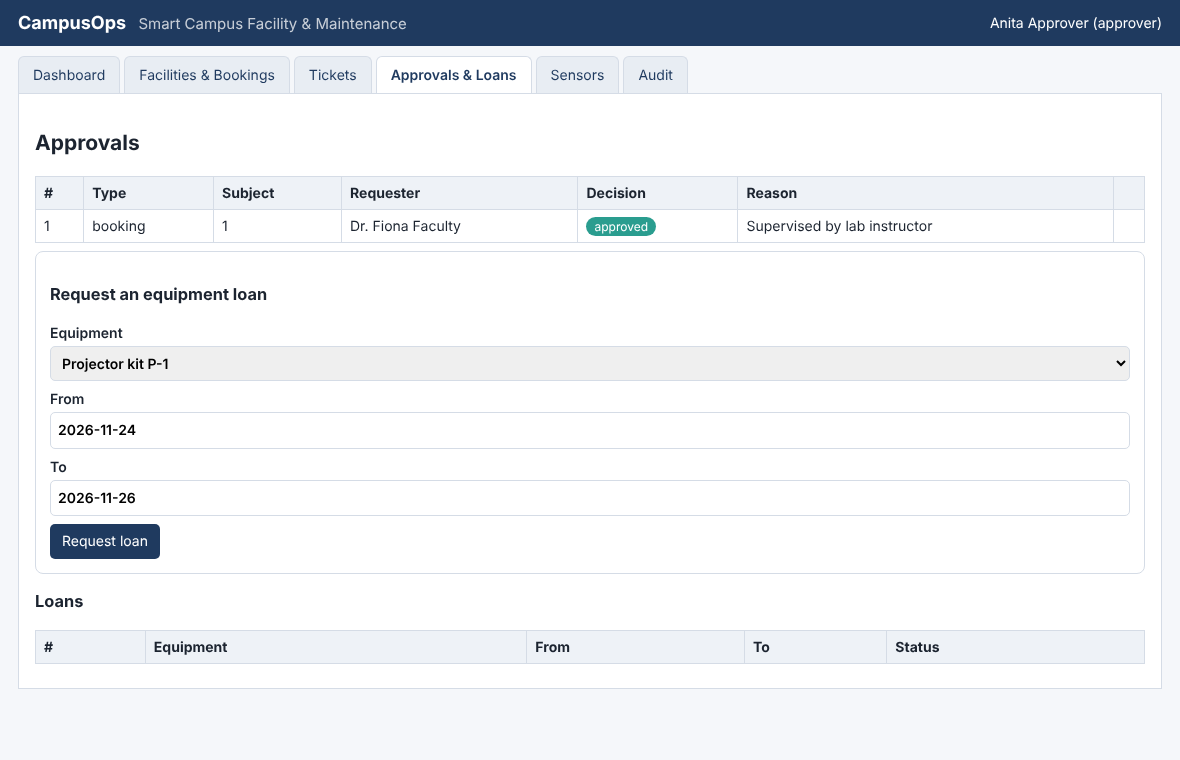 CampusOps Smart Campus Facility & Maintenance Anita Approver (approver)
Dashboard Facilities & Bookings Tickets Approvals & Loans Sensors Audit
Approvals
# Type Subject Requester Decision Reason
1 booking 1 Dr. Fiona Faculty approved Supervised by lab instructor
Request an equipment loan
Equipment
Projector kit P-1
From
2026-11-24
To
2026-11-26
Request loan
Loans
# Equipment From To Status